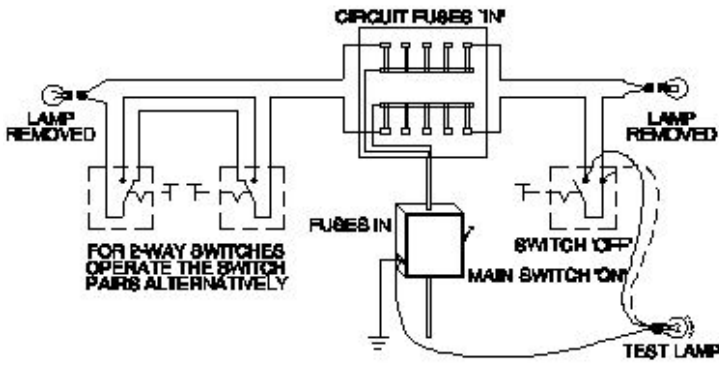 CIRCUIT FUSES "IN"
LAMP
REMOVED
LAMP
REMOVED
FUSES IN
SWITCH 'OFF'
FOR 2-WAY SWITCHES
OPERATE THE SWITCH
PAIRS ALTERNATIVELY
MAIN SWITCH "ON"
TEST LAMP